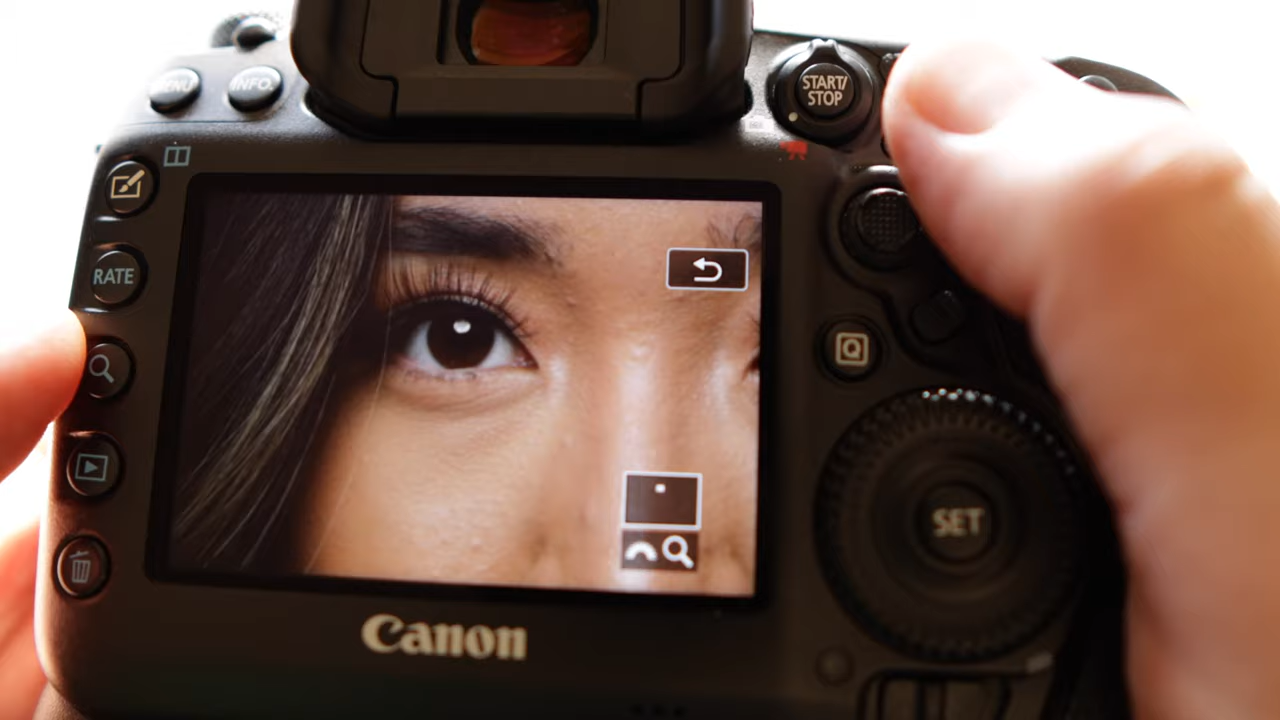 MENU
INFO.
START/
STOP
RATE
Q
SET
Canon